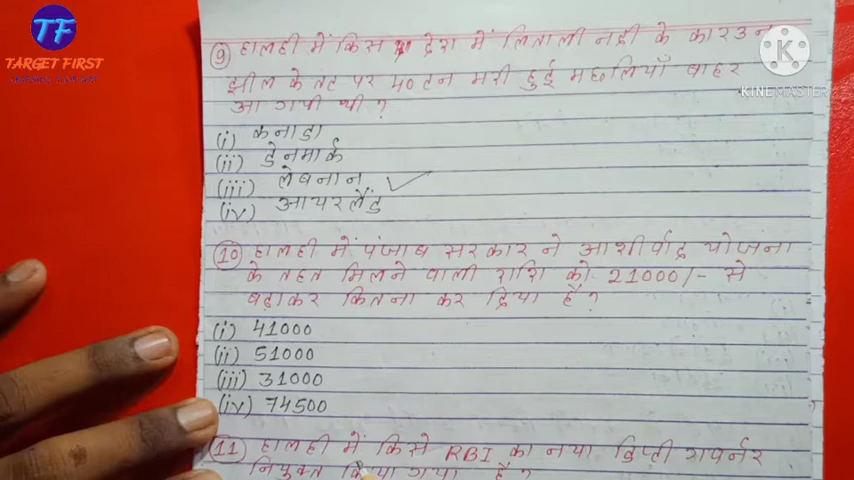 TF
TARGET FIRST
K
KINEMASTER
9 हालही में किस देश में लिताली नदी के कारउन
झील के तट पर 40 टन मरी हुई मछलियाँ बाहर
आ गयी थी ?
(i) कनाडा
(ii) डेनमार्क
(iii) लेबनान ✓
(iv) आयरलैंड
10 हालही में पंजाब सरकार ने आशीर्वाद योजना
के तहत मिलने वाली राशि को 21000/- से
बढ़ाकर कितना कर दिया है ?
(i) 41000
(ii) 51000
(iii) 31000
(iv) 74500
11 हालही में किसे RBI का नया डिप्टी गवर्नर
नियुक्त किया गया है ?